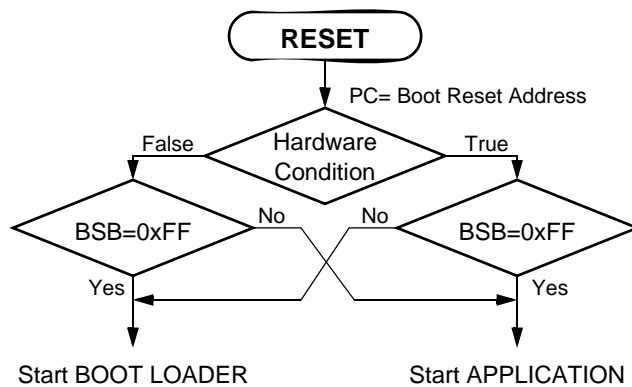 RESET
PC= Boot Reset Address
False
Hardware
Condition
True
BSB=0xFF
No
No
BSB=0xFF
Yes
Yes
Start BOOT LOADER
Start APPLICATION